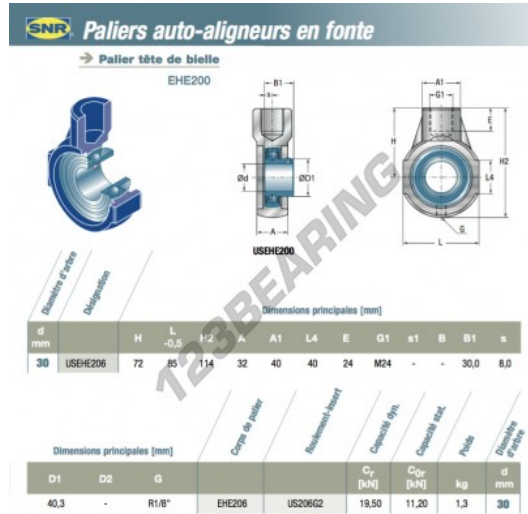 SNR Paliers auto-aligneurs en fonte
Palier tête de bielle
EHE200
B1
s
Ød
ØD1
A
USEHE200
A1
G1
E
H
H2
L4
G
L
123BEARING
Diamètre d'arbre
Désignation
Dimensions principales [mm]
d mm H L -0,5 H2 A A1 L4 E G1 s1 B B1 s
30 USEHE206 72 85 114 32 40 40 24 M24 - - 30,0 8,0
Dimensions principales [mm]
Corps de palier
Roulement-insert
Capacité dyn.
Capacité stat.
Poids
Diamètre d'arbre
D1 D2 G Cr [kN] C0r [kN] kg d mm
40,3 - R1/8" EHE206 US206G2 19,50 11,20 1,3 30